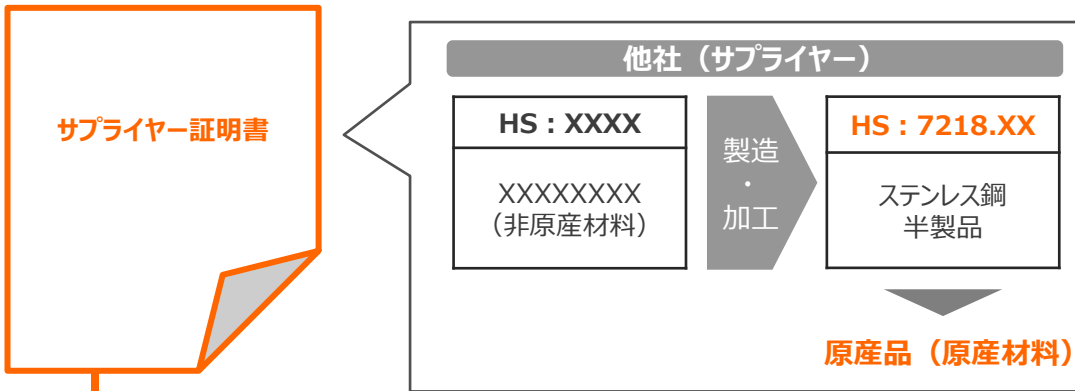 サプライヤー証明書
他社（サプライヤー）
HS：XXXX
XXXXXXXX
（非原産材料）
製造
・
加工
HS：7218.XX
ステンレス鋼
半製品
原産品（原産材料）